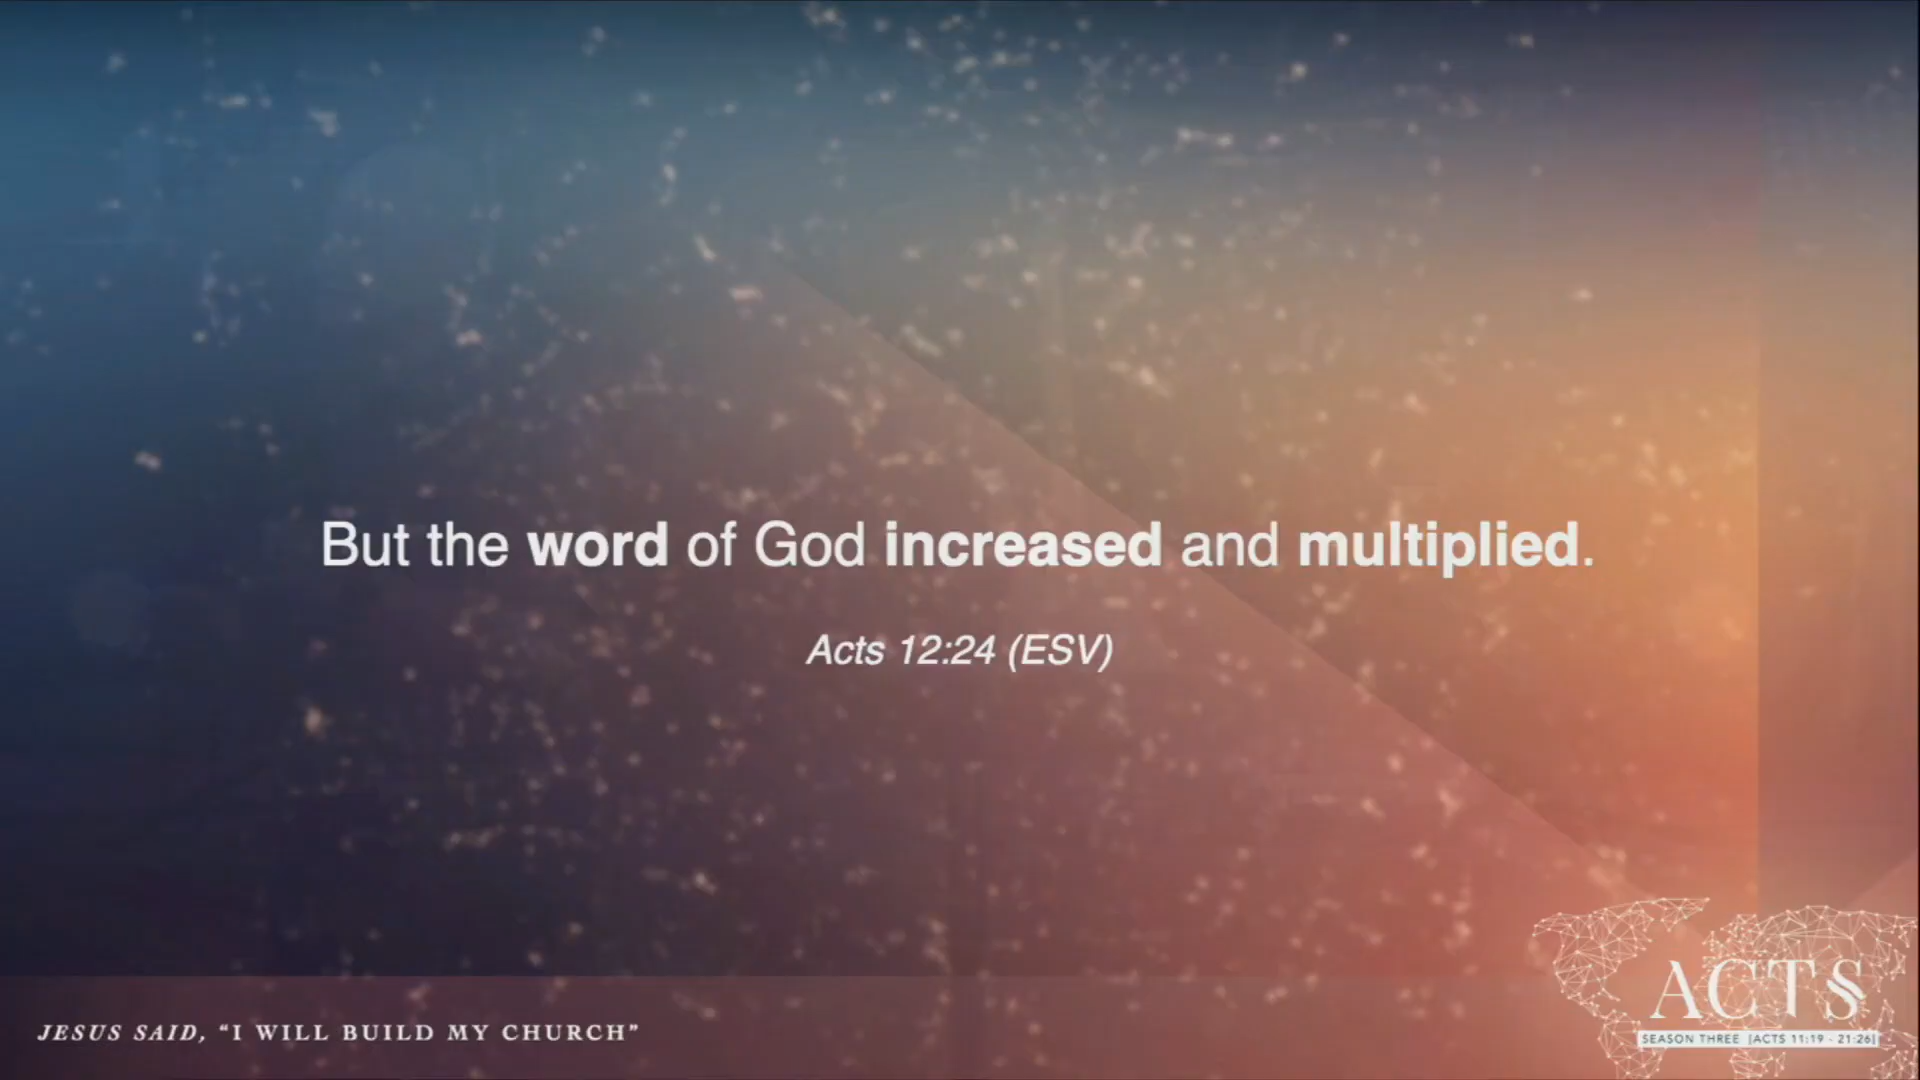 But the word of God increased and multiplied.
Acts 12:24 (ESV)
JESUS SAID, “I WILL BUILD MY CHURCH”
ACTS
SEASON THREE [ACTS 11:19 - 21:26]